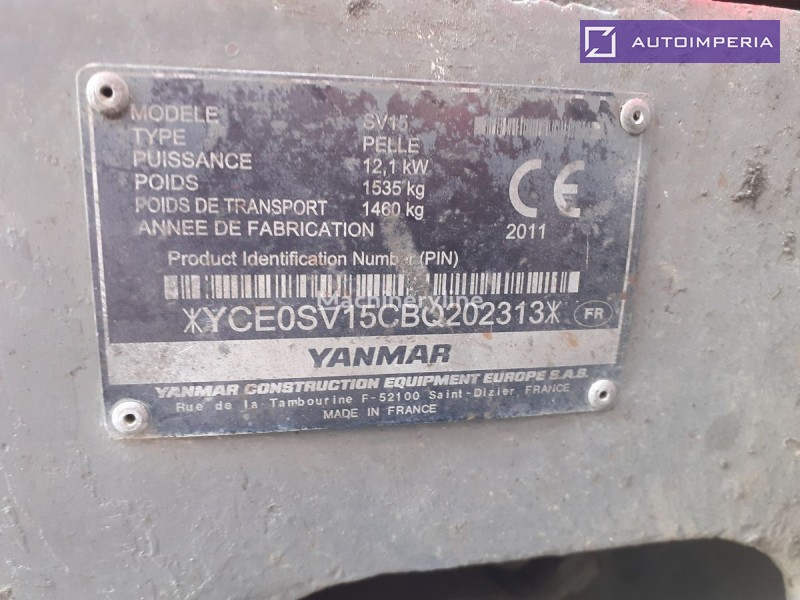 AUTOIMPERIA
MODELE SV15
TYPE PELLE
PUISSANCE 12,1 kW
POIDS 1535 kg
POIDS DE TRANSPORT 1460 kg
ANNEE DE FABRICATION 2011
CE
Product Identification Number (PIN)
Machineryline
*YCE0SV15CBQ202313* FR
YANMAR
YANMAR CONSTRUCTION EQUIPMENT EUROPE S.A.S.
Rue de la Tambourine F-52100 Saint-Dizier FRANCE
MADE IN FRANCE